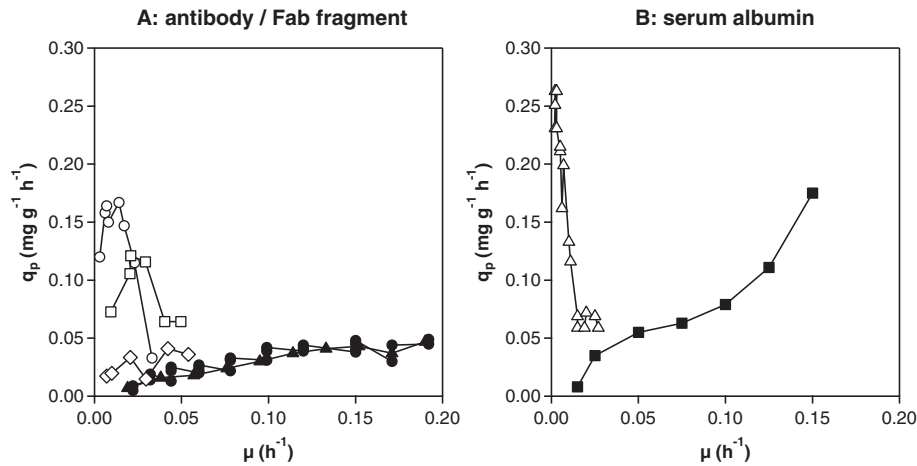 A: antibody / Fab fragment
0.30
0.25
0.20
0.15
0.10
0.05
0.00
qp (mg g-1 h-1)
0.00 0.05 0.10 0.15 0.20
µ (h-1)
B: serum albumin
0.30
0.25
0.20
0.15
0.10
0.05
0.00
qp (mg g-1 h-1)
0.00 0.05 0.10 0.15 0.20
µ (h-1)